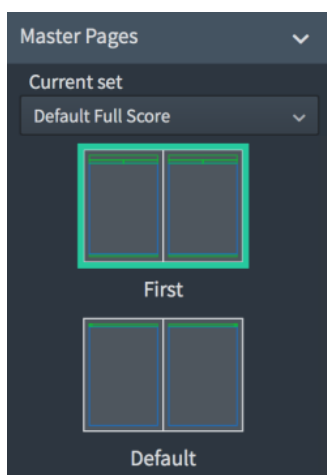 Master Pages
Current set
Default Full Score
First
Default